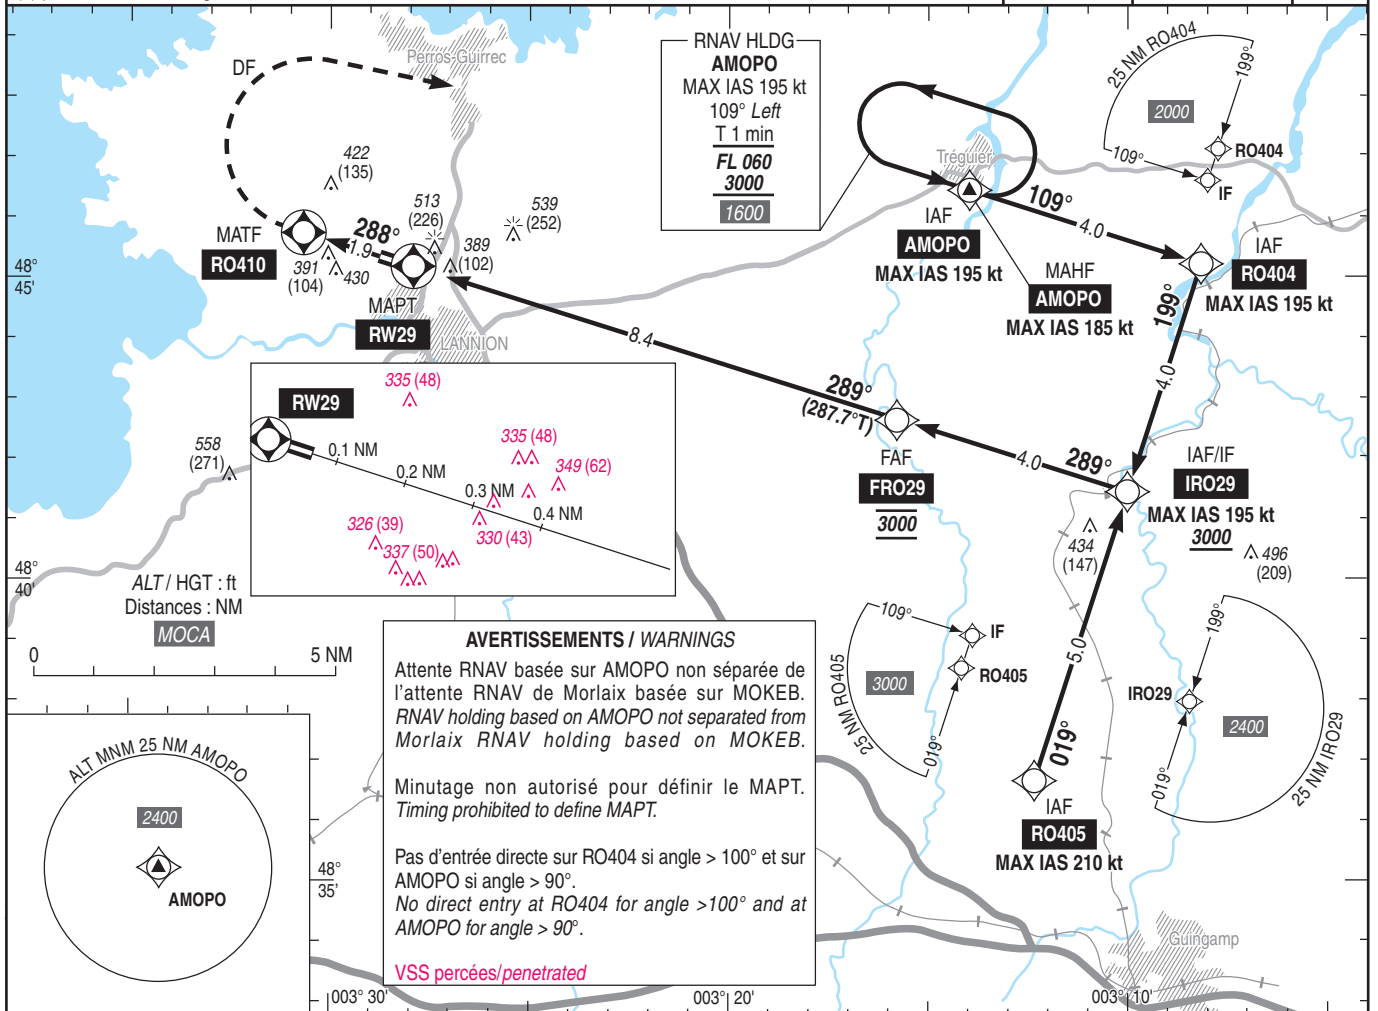 Perros-Guirrec
DF
RNAV HLDG
AMOPO
MAX IAS 195 kt
109° Left
T 1 min
FL 060
3000
1600
25 NM RO404
199°
2000
109°
RO404
IF
Tréguier
422
(135)
513
(226)
539
(252)
389
(102)
MATF
RO410
288°
1.9
391
(104)
430
MAPT
RW29
LANNION
48°
45'
IAF
AMOPO
MAX IAS 195 kt
109°
4.0
MAHF
AMOPO
MAX IAS 185 kt
IAF
RO404
MAX IAS 195 kt
199°
4.0
8.4
289°
(287.7°T)
FAF
FRO29
3000
4.0
289°
IAF/IF
IRO29
MAX IAS 195 kt
3000
434
(147)
496
(209)
558
(271)
RW29
335 (48)
0.1 NM
0.2 NM
0.3 NM
0.4 NM
335 (48)
349 (62)
326 (39)
337 (50)
330 (43)
48°
40'
ALT / HGT : ft
Distances : NM
MOCA
0
5 NM
AVERTISSEMENTS / WARNINGS
Attente RNAV basée sur AMOPO non séparée de
l'attente RNAV de Morlaix basée sur MOKEB.
RNAV holding based on AMOPO not separated from
Morlaix RNAV holding based on MOKEB.
Minutage non autorisé pour définir le MAPT.
Timing prohibited to define MAPT.
Pas d'entrée directe sur RO404 si angle > 100° et sur
AMOPO si angle > 90°.
No direct entry at RO404 for angle >100° and at
AMOPO for angle > 90°.
VSS percées/penetrated
109°
IF
3000
RO405
25 NM RO405
019°
5.0
019°
IAF
RO405
MAX IAS 210 kt
199°
IRO29
2400
019°
25 NM IRO29
ALT MNM 25 NM AMOPO
2400
AMOPO
48°
35'
Guingamp
003° 30'
003° 20'
003° 10'